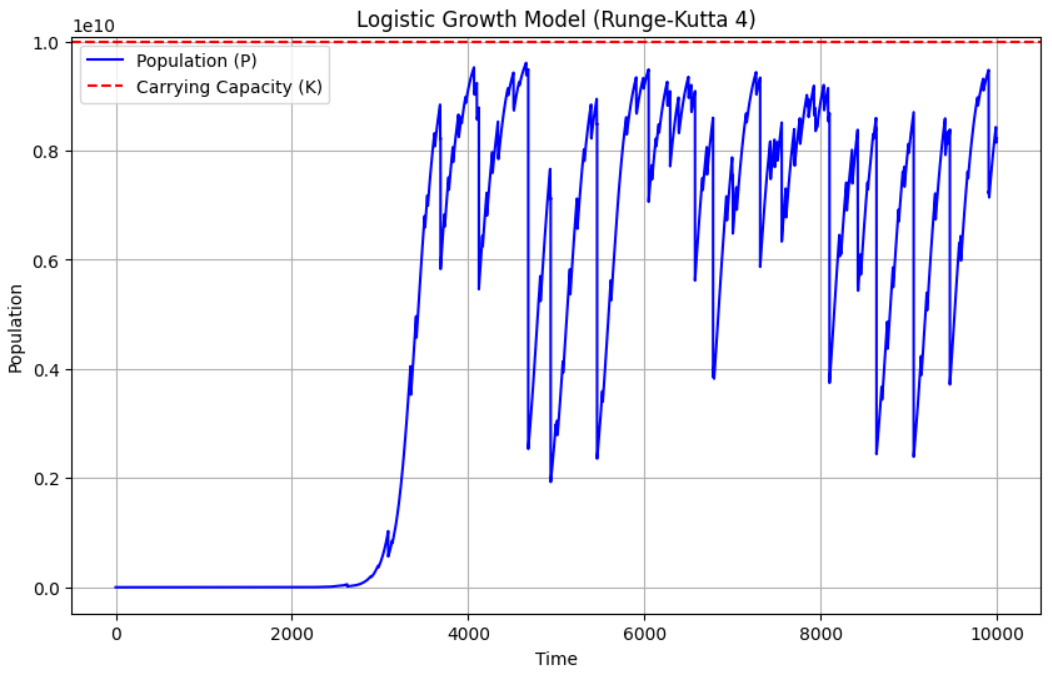 Logistic Growth Model (Runge-Kutta 4)
1e10
1.0
0.8
0.6
0.4
0.2
0.0
Population
Population (P)
Carrying Capacity (K)
0 2000 4000 6000 8000 10000
Time